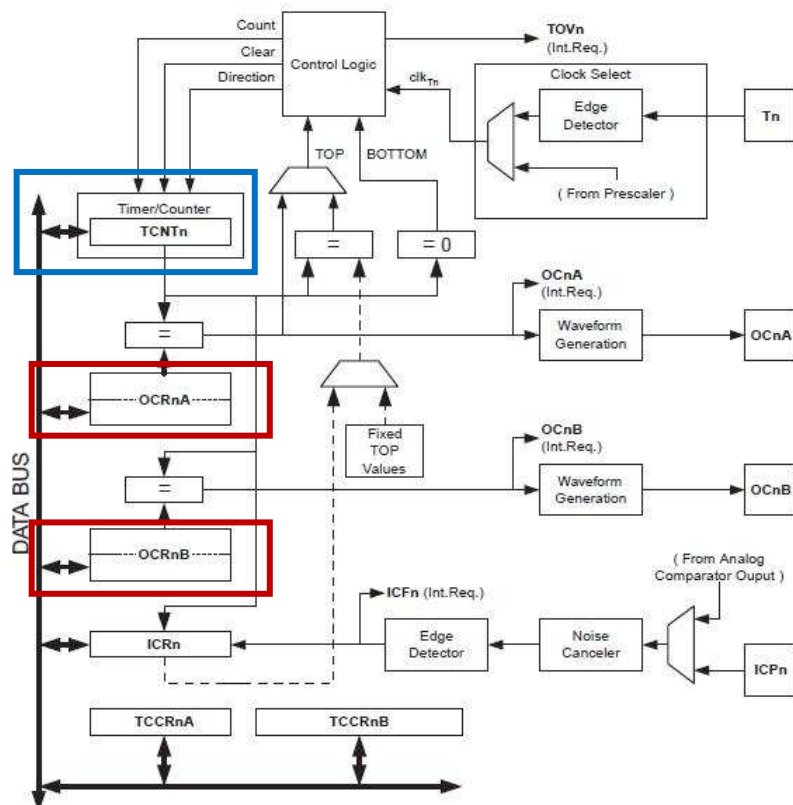 Count
Clear
Direction
Control Logic
TOVn
(Int.Req.)
clkTn
Clock Select
Edge
Detector
Tn
( From Prescaler )
TOP
BOTTOM
Timer/Counter
TCNTn
=
= 0
=
OCnA
(Int.Req.)
Waveform
Generation
OCnA
OCRnA
Fixed
TOP
Values
OCnB
(Int.Req.)
=
Waveform
Generation
OCnB
DATA BUS
OCRnB
( From Analog
Comparator Ouput )
ICFn (Int.Req.)
ICRn
Edge
Detector
Noise
Canceler
ICPn
TCCRnA
TCCRnB